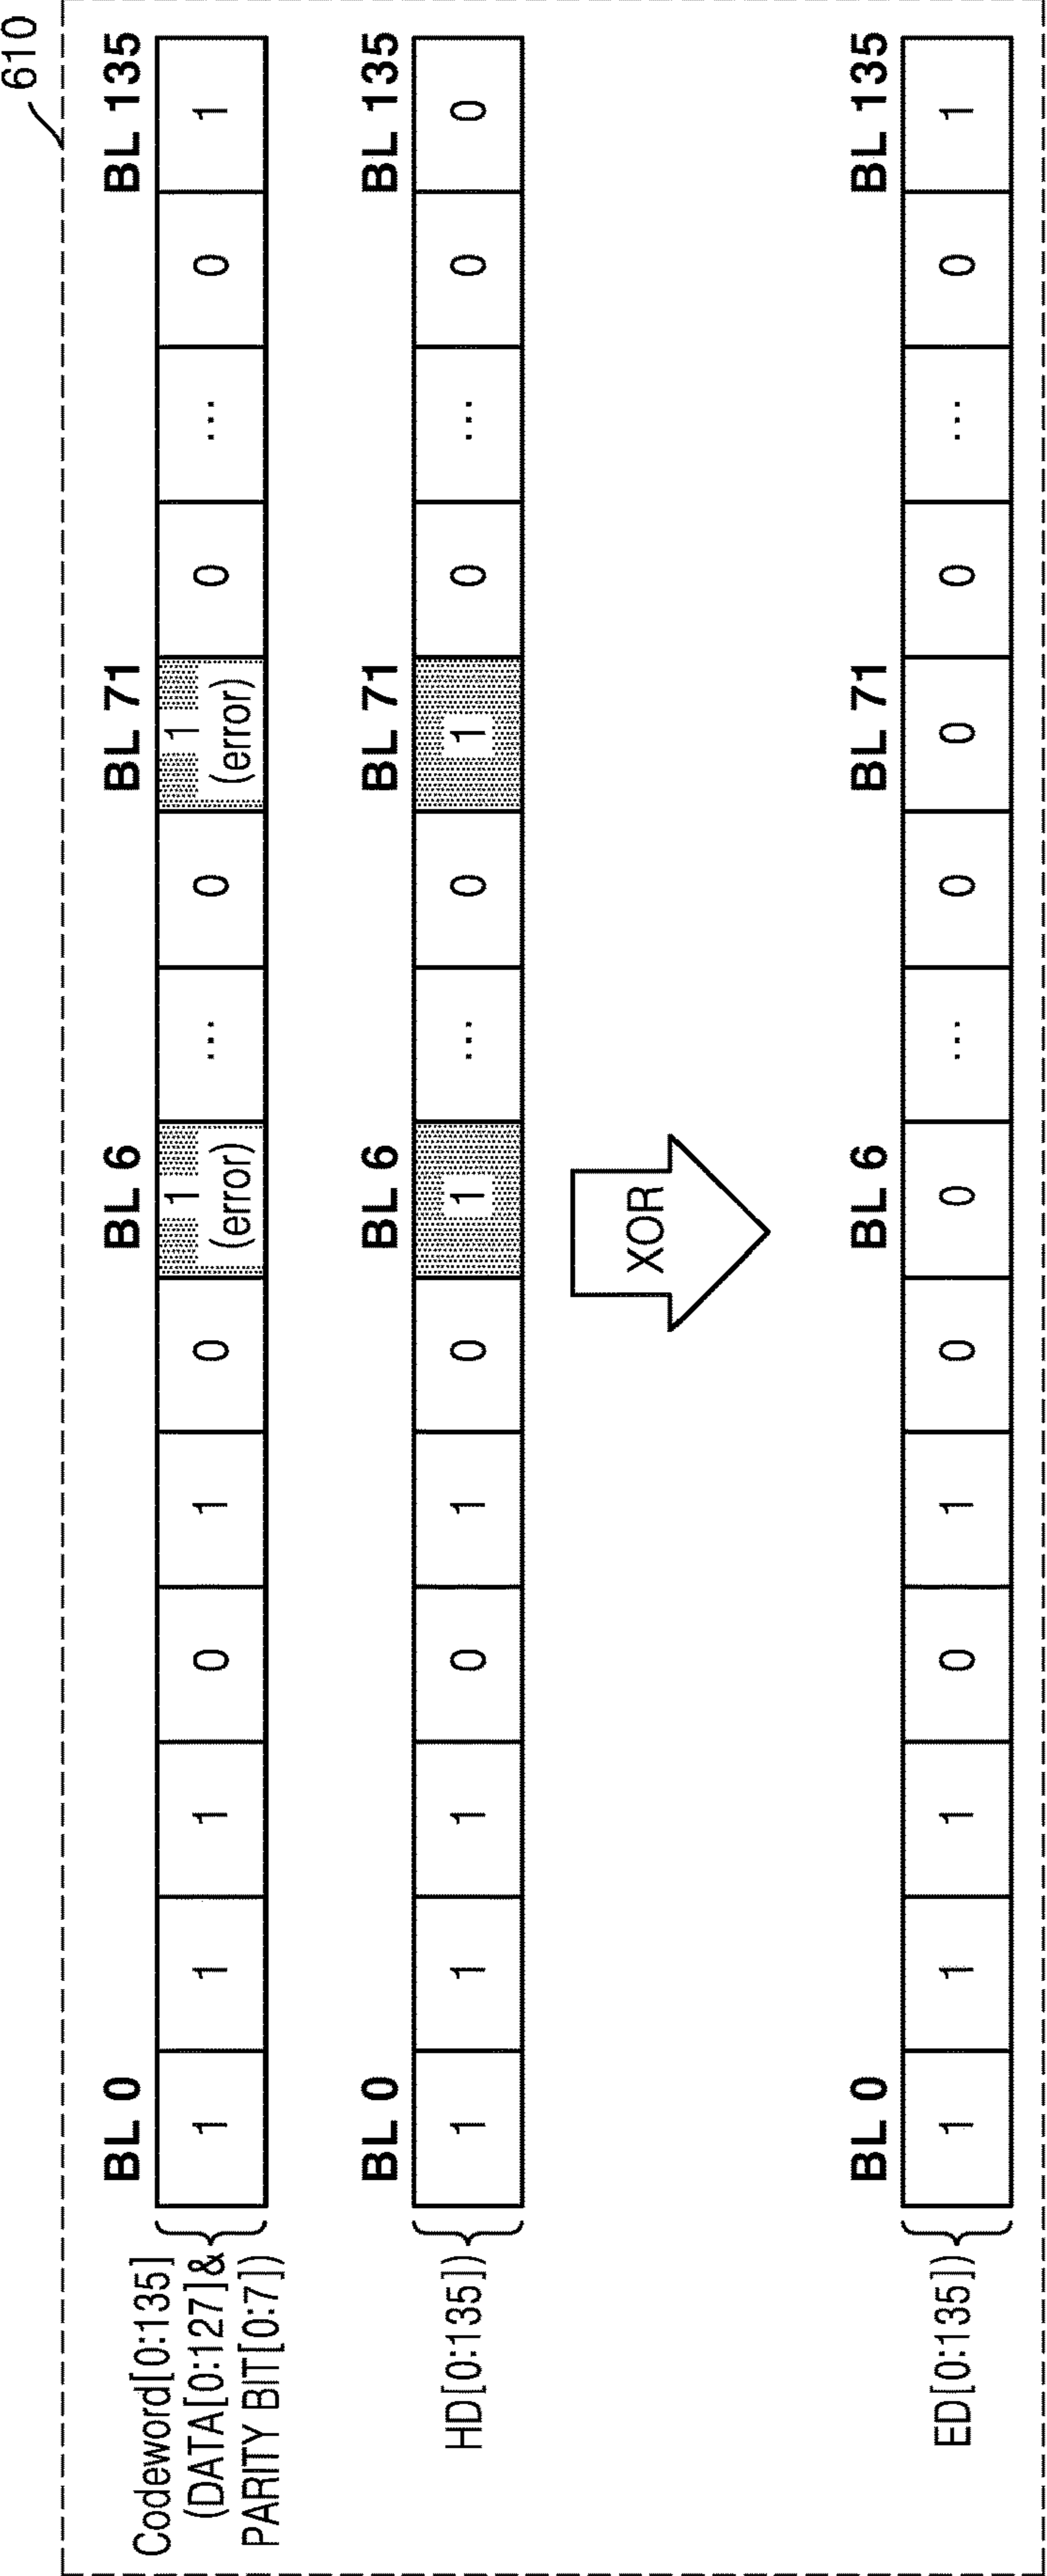 610
BL 0 BL 6 BL 71 BL 135
Codeword[0:135]
(DATA[0:127]&
PARITY BIT[0:7])
1 1 1 0 1 0 1 ... 0 1 0 ... 0 1
(error) (error)
BL 0 BL 6 BL 71 BL 135
HD[0:135]) 1 1 1 0 1 0 1 ... 0 1 0 ... 0 0
XOR
BL 0 BL 6 BL 71 BL 135
ED[0:135]) 1 1 1 0 1 0 0 ... 0 0 0 ... 0 1